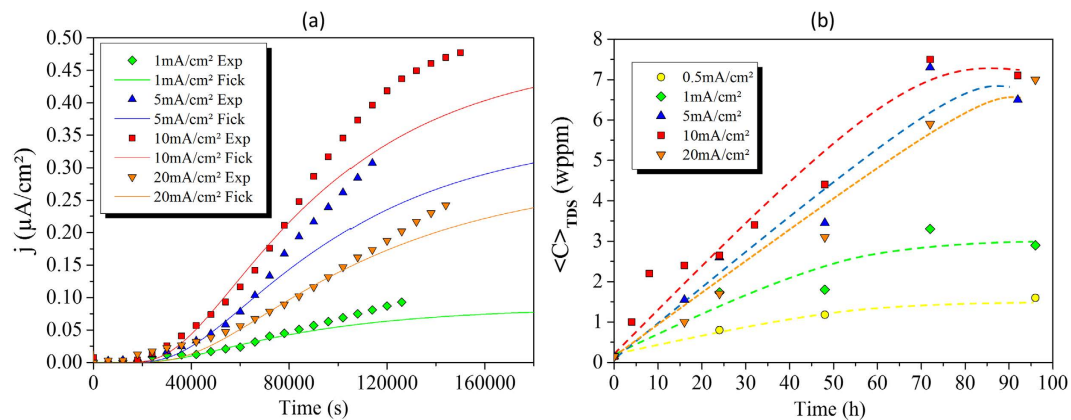 (a)
j (µA/cm²)
0.50
0.45
0.40
0.35
0.30
0.25
0.20
0.15
0.10
0.05
0.00
1mA/cm² Exp
1mA/cm² Fick
5mA/cm² Exp
5mA/cm² Fick
10mA/cm² Exp
10mA/cm² Fick
20mA/cm² Exp
20mA/cm² Fick
0 40000 80000 120000 160000
Time (s)
(b)
<C>TDS (wppm)
8
7
6
5
4
3
2
1
0
0.5mA/cm²
1mA/cm²
5mA/cm²
10mA/cm²
20mA/cm²
0 10 20 30 40 50 60 70 80 90 100
Time (h)